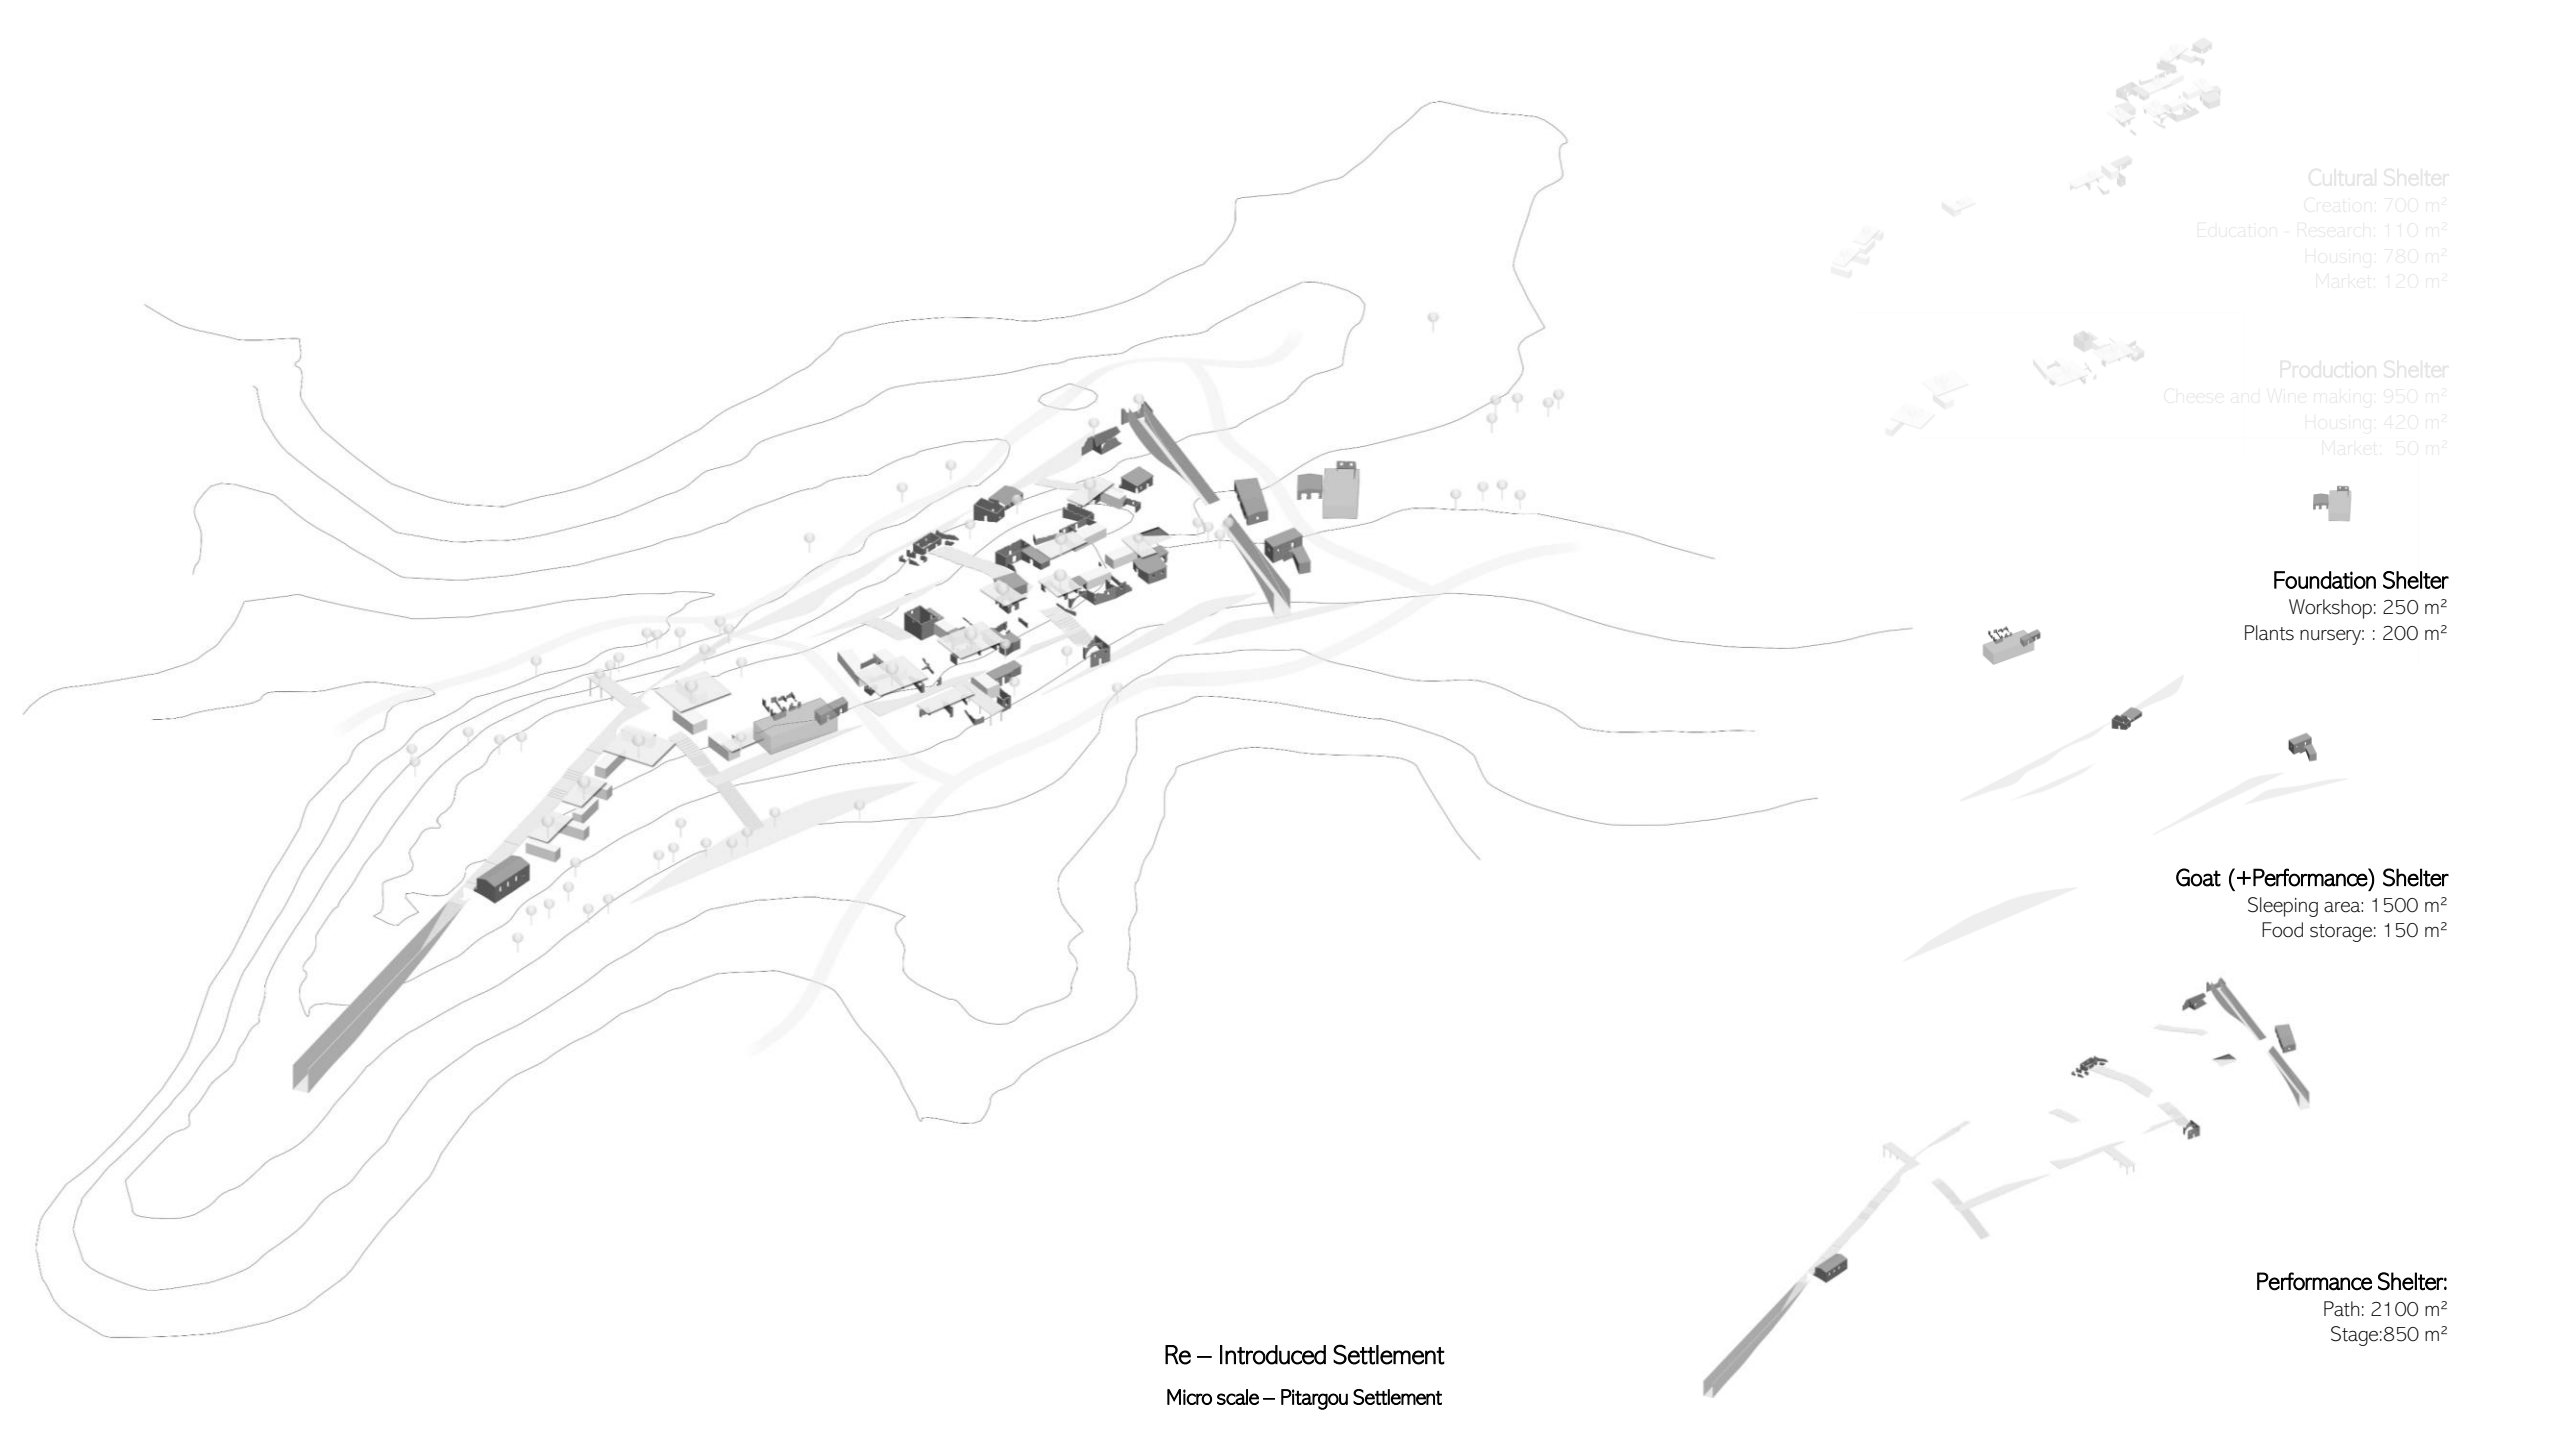 Cultural Shelter
Creation: 700 m²
Education - Research: 110 m²
Housing: 780 m²
Market: 120 m²
Production Shelter
Cheese and Wine making: 950 m²
Housing: 420 m²
Market: 50 m²
Foundation Shelter
Workshop: 250 m²
Plants nursery: : 200 m²
Goat (+Performance) Shelter
Sleeping area: 1500 m²
Food storage: 150 m²
Performance Shelter:
Path: 2100 m²
Stage:850 m²
Re – Introduced Settlement
Micro scale – Pitargou Settlement